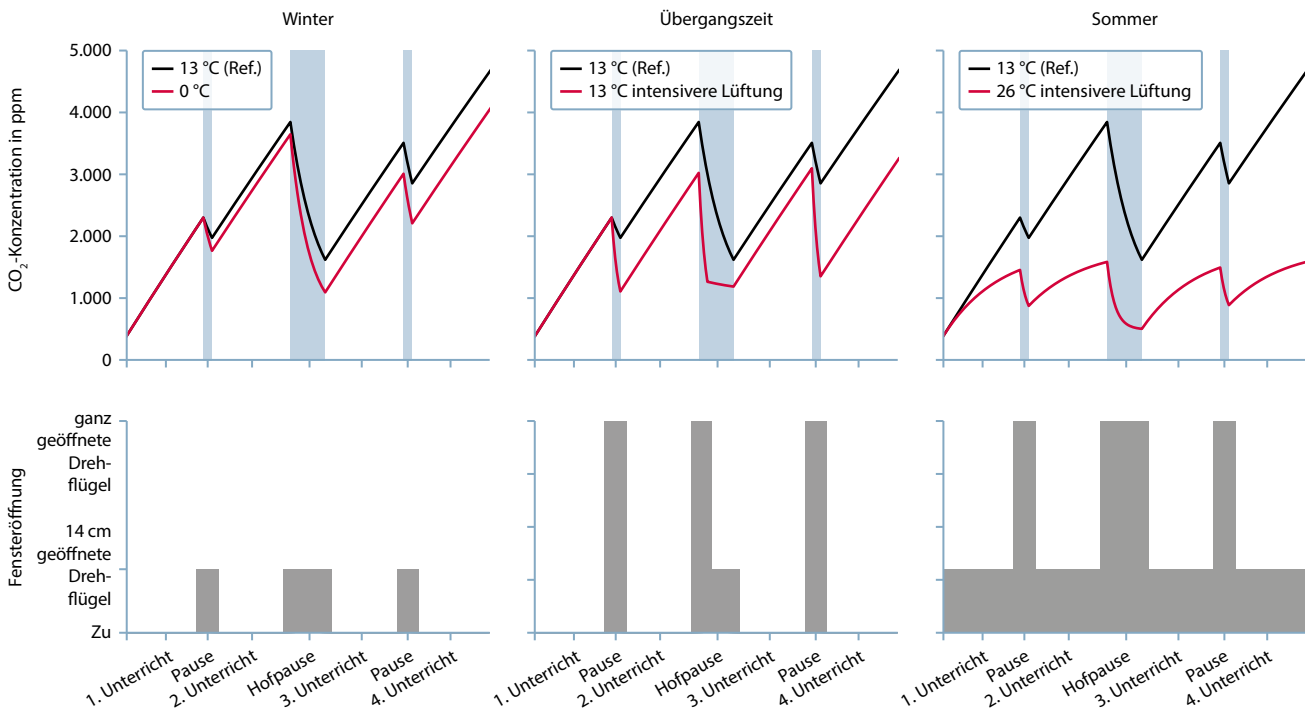 Winter
Übergangszeit
Sommer
CO₂-Konzentration in ppm
5.000
4.000
3.000
2.000
1.000
0
13 °C (Ref.)
0 °C
13 °C (Ref.)
13 °C intensivere Lüftung
13 °C (Ref.)
26 °C intensivere Lüftung
Fensteröffnung
ganz
geöffnete
Dreh-
flügel
14 cm
geöffnete
Dreh-
flügel
Zu
1. Unterricht
Pause
2. Unterricht
Hofpause
3. Unterricht
Pause
4. Unterricht
1. Unterricht
Pause
2. Unterricht
Hofpause
3. Unterricht
Pause
4. Unterricht
1. Unterricht
Pause
2. Unterricht
Hofpause
3. Unterricht
Pause
4. Unterricht